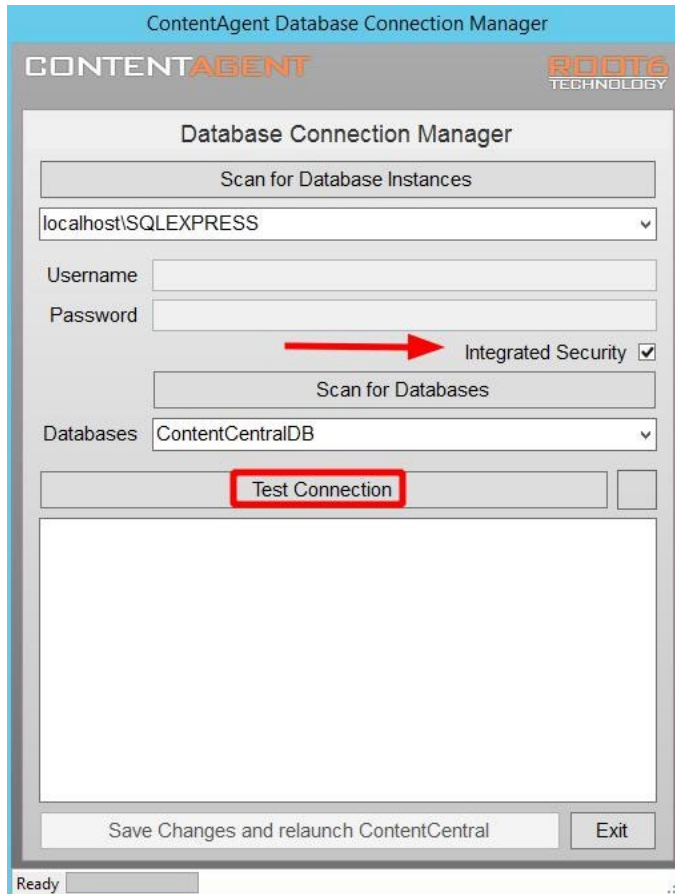 ContentAgent Database Connection Manager
CONTENTAGENT
ROOT6
TECHNOLOGY
Database Connection Manager
Scan for Database Instances
localhost\SQLEXPRESS
Username
Password
Integrated Security
Scan for Databases
Databases ContentCentralDB
Test Connection
Save Changes and relaunch ContentCentral Exit
Ready